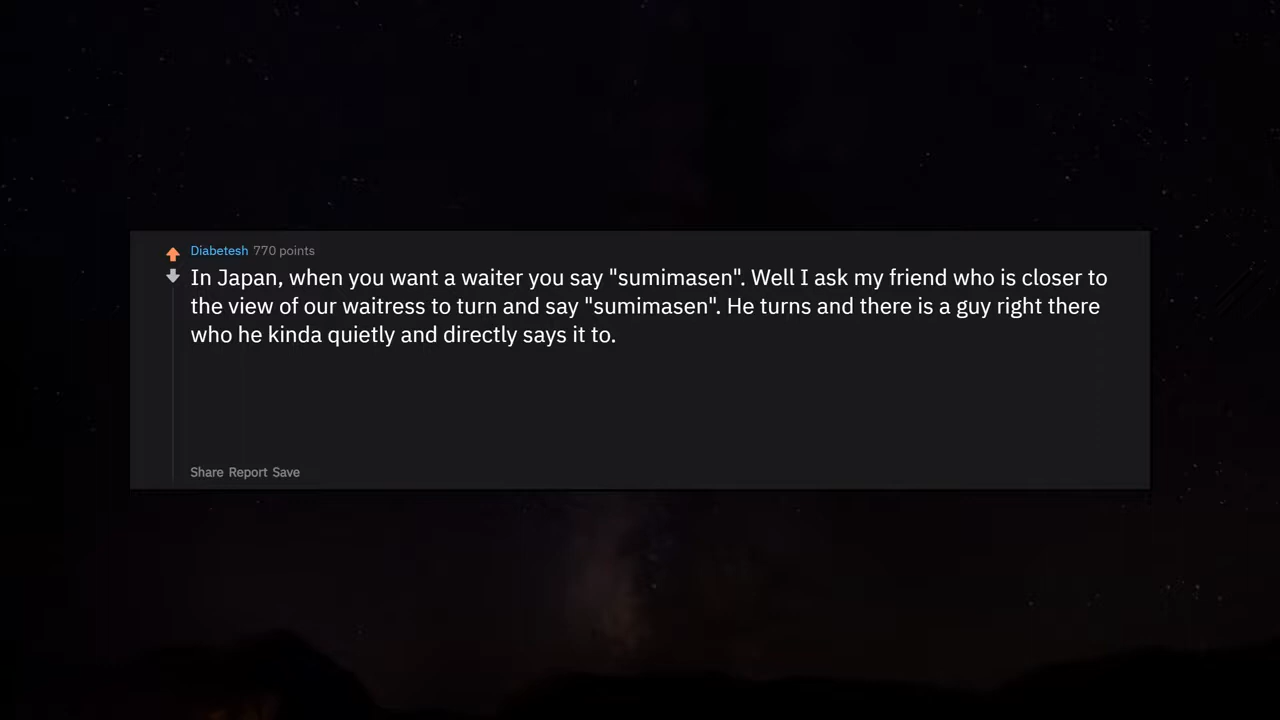 Diabetesh 770 points
In Japan, when you want a waiter you say "sumimasen". Well I ask my friend who is closer to
the view of our waitress to turn and say "sumimasen". He turns and there is a guy right there
who he kinda quietly and directly says it to.
Share Report Save